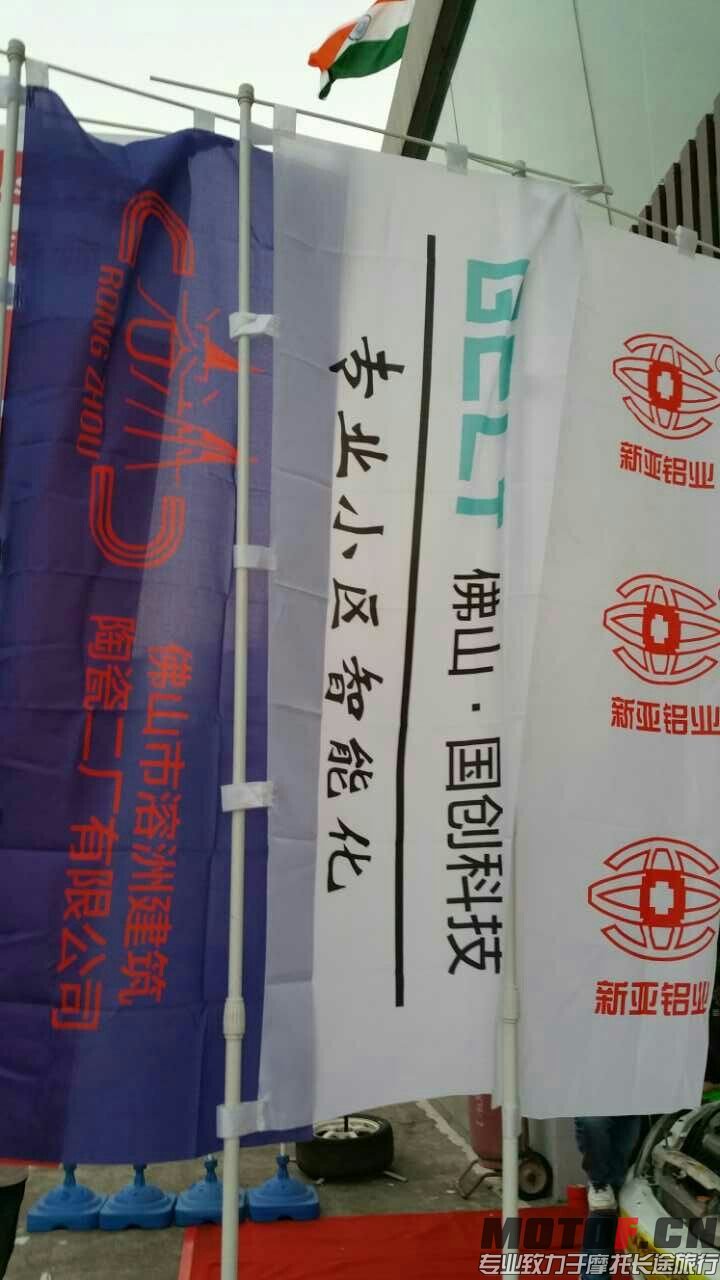 RONG ZHOU
佛山市溶洲建筑
陶瓷二厂有限公司
GCLT
佛山·国创科技
专业小区智能化
新亚铝业
新亚铝业
新亚铝业
MOTOF.CN
专业致力于摩托长途旅行